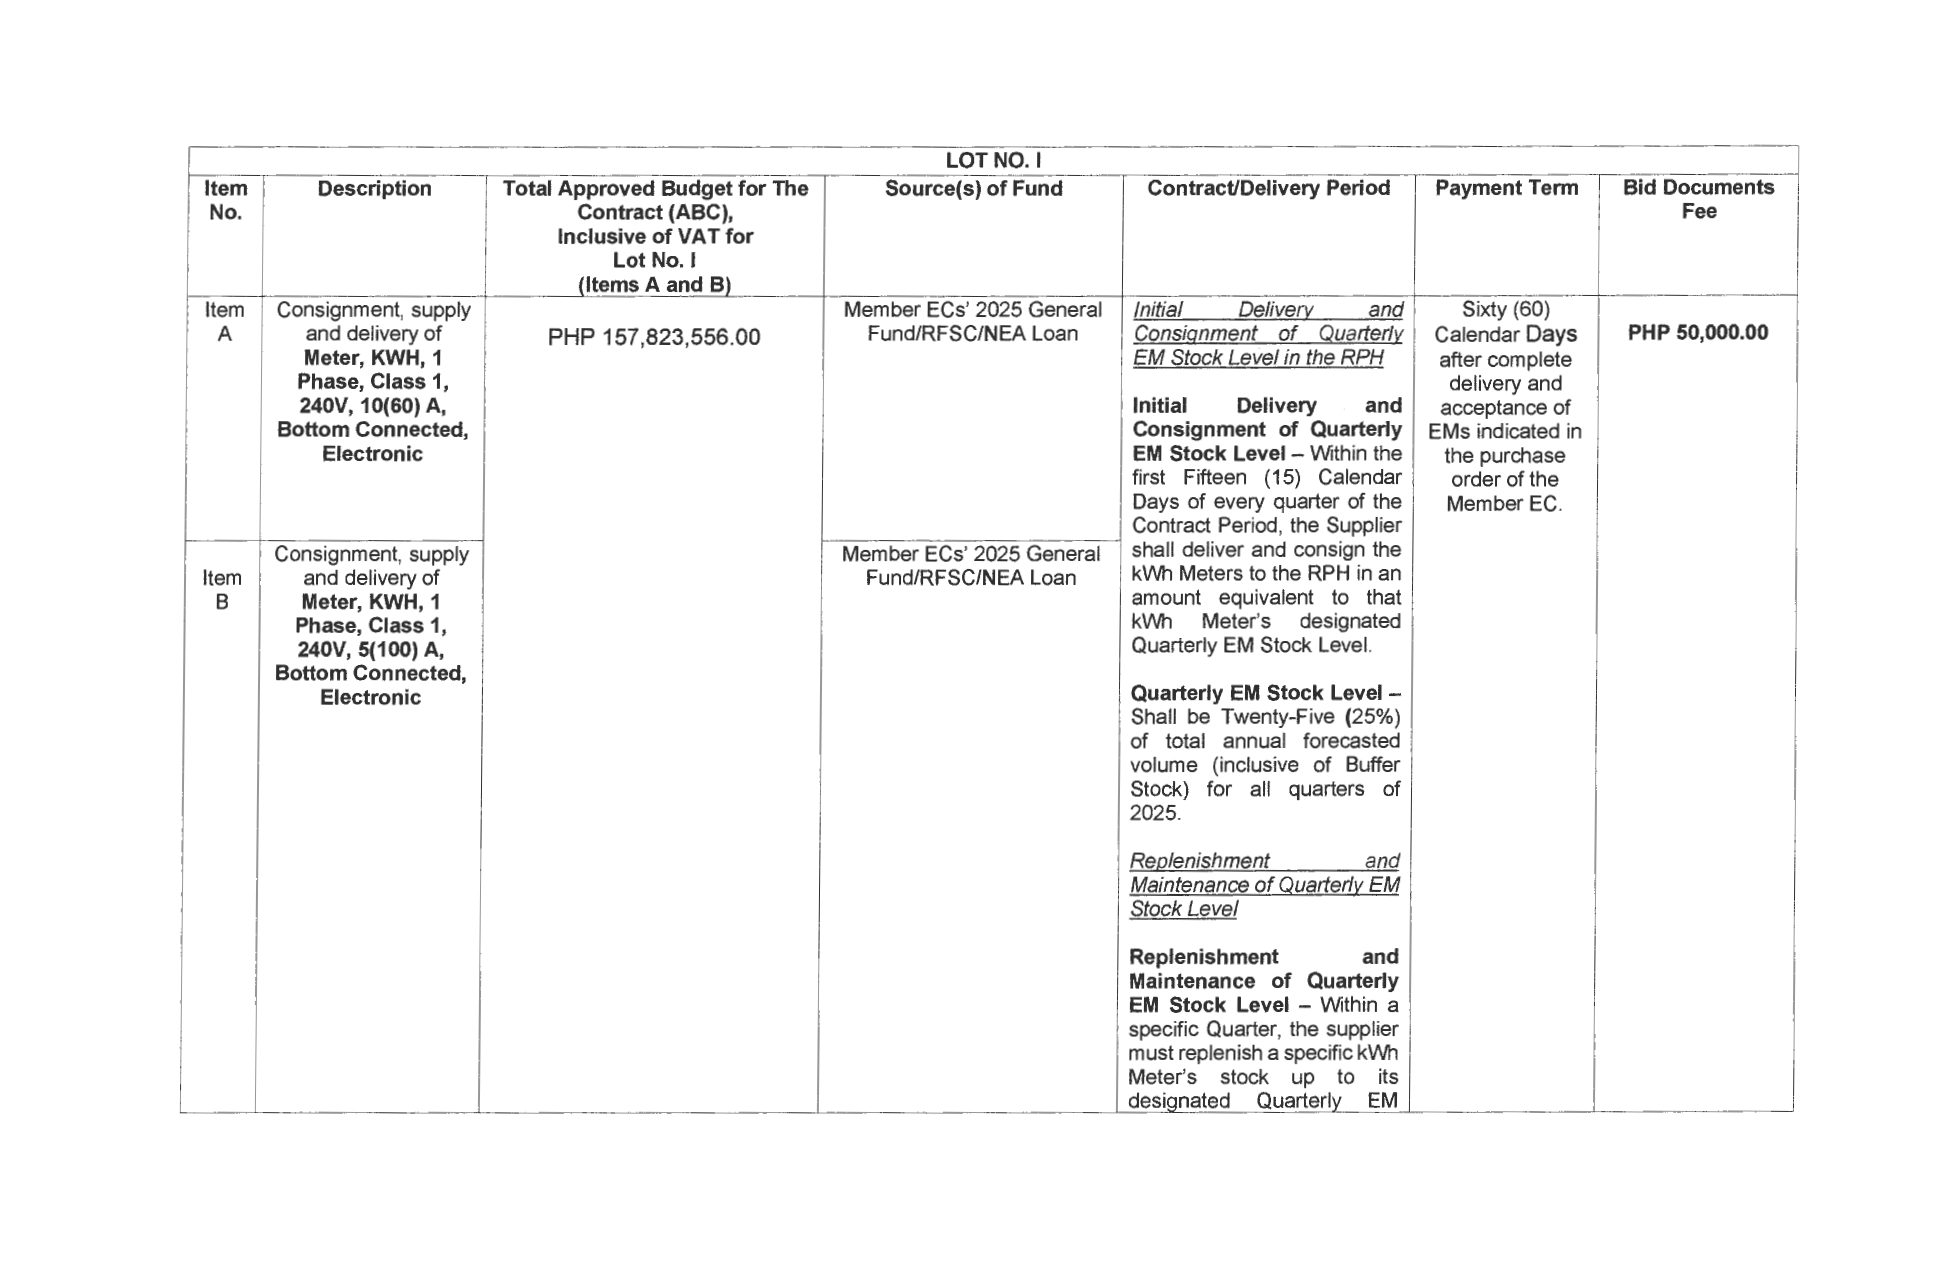 LOT NO. I
Item
No.
Description
Total Approved Budget for The
Contract (ABC),
Inclusive of VAT for
Lot No. I
(Items A and B)
Source(s) of Fund
Contract/Delivery Period
Payment Term
Bid Documents
Fee
Item
A
Consignment, supply
and delivery of
Meter, KWH, 1
Phase, Class 1,
240V, 10(60) A,
Bottom Connected,
Electronic
PHP 157,823,556.00
Member ECs' 2025 General
Fund/RFSC/NEA Loan
Initial Delivery and
Consignment of Quarterly
EM Stock Level in the RPH
Initial Delivery and
Consignment of Quarterly
EM Stock Level – Within the
first Fifteen (15) Calendar
Days of every quarter of the
Contract Period, the Supplier
shall deliver and consign the
kWh Meters to the RPH in an
amount equivalent to that
kWh Meter's designated
Quarterly EM Stock Level.
Quarterly EM Stock Level –
Shall be Twenty-Five (25%)
of total annual forecasted
volume (inclusive of Buffer
Stock) for all quarters of
2025.
Replenishment and
Maintenance of Quarterly EM
Stock Level
Replenishment and
Maintenance of Quarterly
EM Stock Level – Within a
specific Quarter, the supplier
must replenish a specific kWh
Meter's stock up to its
designated Quarterly EM
Sixty (60)
Calendar Days
after complete
delivery and
acceptance of
EMs indicated in
the purchase
order of the
Member EC.
PHP 50,000.00
Item
B
Consignment, supply
and delivery of
Meter, KWH, 1
Phase, Class 1,
240V, 5(100) A,
Bottom Connected,
Electronic
Member ECs' 2025 General
Fund/RFSC/NEA Loan